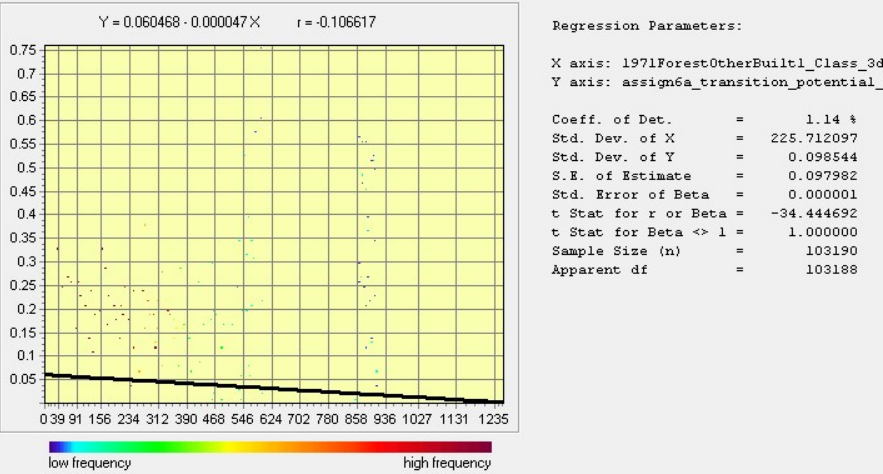 Y = 0.060468 - 0.000047 X r = -0.106617
0.75
0.7
0.65
0.6
0.55
0.5
0.45
0.4
0.35
0.3
0.25
0.2
0.15
0.1
0.05
0 39 91 156 234 312 390 468 546 624 702 780 858 936 1027 1131 1235
low frequency high frequency
Regression Parameters:
X axis: 1971ForestOtherBuilt1_Class_3d
Y axis: assign6a_transition_potential_
Coeff. of Det. = 1.14 %
Std. Dev. of X = 225.712097
Std. Dev. of Y = 0.098544
S.E. of Estimate = 0.097982
Std. Error of Beta = 0.000001
t Stat for r or Beta = -34.444692
t Stat for Beta <> 1 = 1.000000
Sample Size (n) = 103190
Apparent df = 103188